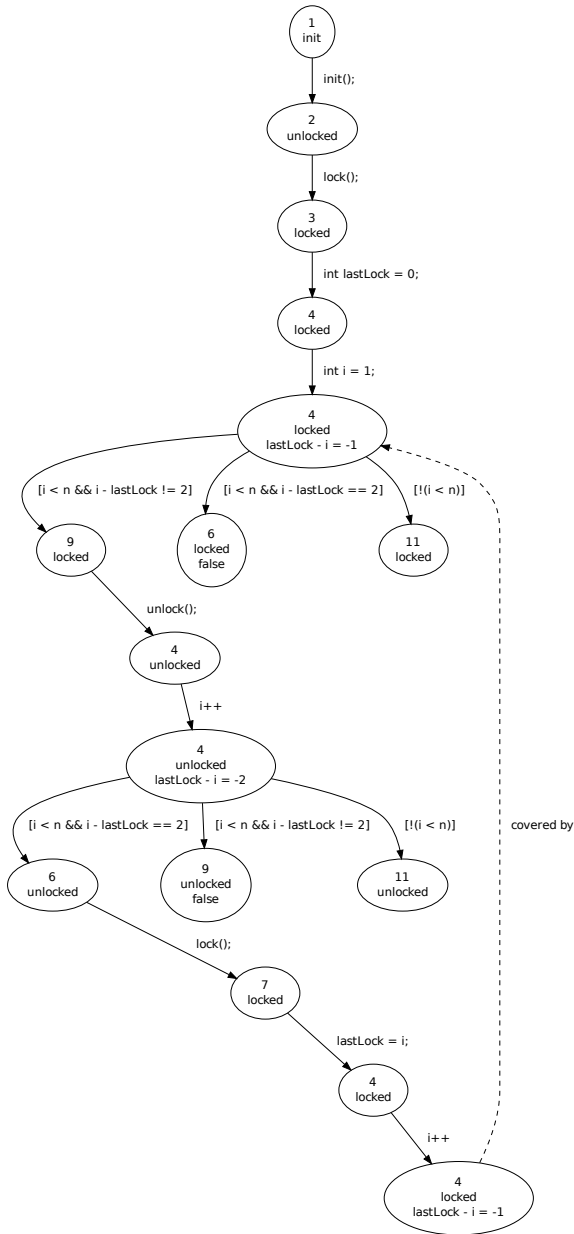 1
init
init();
2
unlocked
lock();
3
locked
int lastLock = 0;
4
locked
int i = 1;
4
locked
lastLock - i = -1
[i < n && i - lastLock != 2]
[i < n && i - lastLock == 2]
[!(i < n)]
9
locked
6
locked
false
11
locked
unlock();
4
unlocked
i++
4
unlocked
lastLock - i = -2
[i < n && i - lastLock == 2]
[i < n && i - lastLock != 2]
[!(i < n)]
covered by
6
unlocked
9
unlocked
false
11
unlocked
lock();
7
locked
lastLock = i;
4
locked
i++
4
locked
lastLock - i = -1